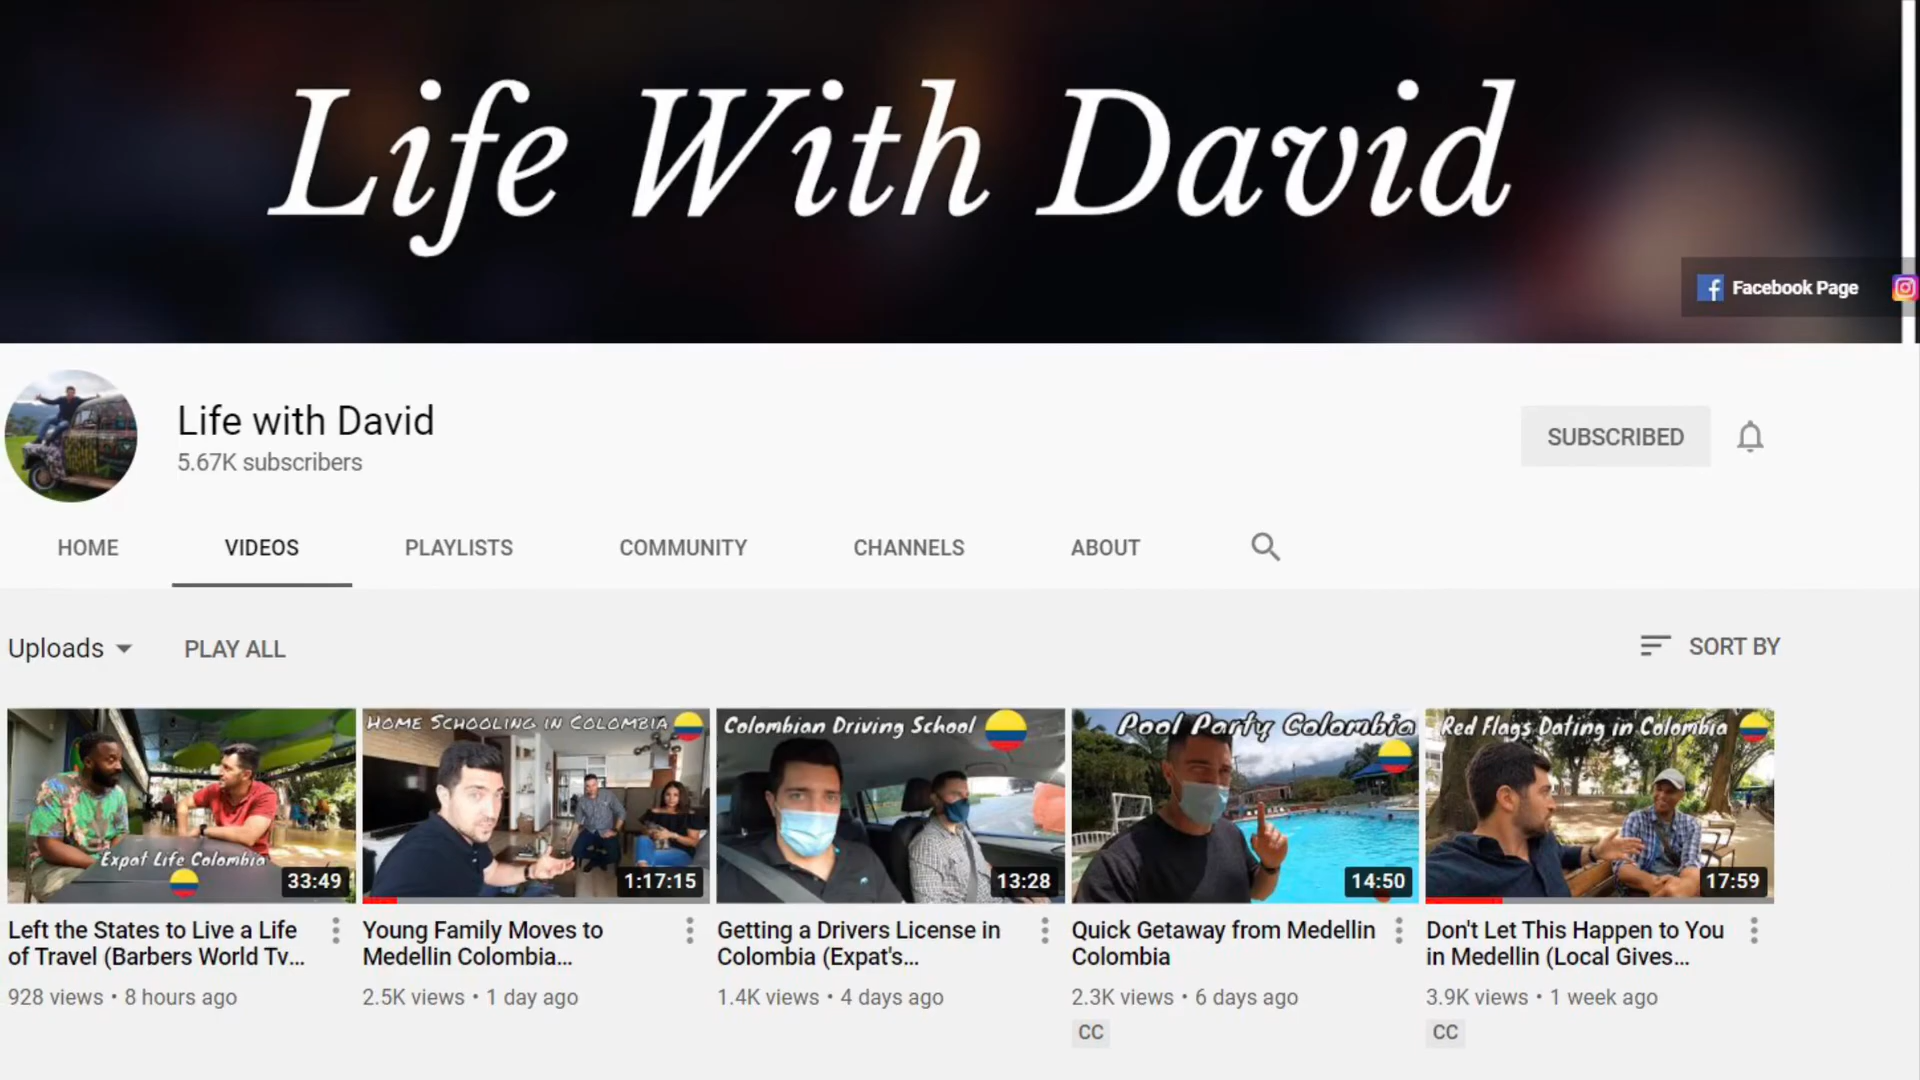 Life With David
Facebook Page
Life with David
5.67K subscribers
SUBSCRIBED
HOME
VIDEOS
PLAYLISTS
COMMUNITY
CHANNELS
ABOUT
Uploads
PLAY ALL
SORT BY
Expat Life Colombia
33:49
Left the States to Live a Life
of Travel (Barbers World Tv...
928 views • 8 hours ago
HOME SCHOOLING IN COLOMBIA
1:17:15
Young Family Moves to
Medellin Colombia...
2.5K views • 1 day ago
Colombian Driving School
13:28
Getting a Drivers License in
Colombia (Expat's...
1.4K views • 4 days ago
Pool Party Colombia
14:50
Quick Getaway from Medellin
Colombia
2.3K views • 6 days ago
CC
Red Flags Dating in Colombia
17:59
Don't Let This Happen to You
in Medellin (Local Gives...
3.9K views • 1 week ago
CC